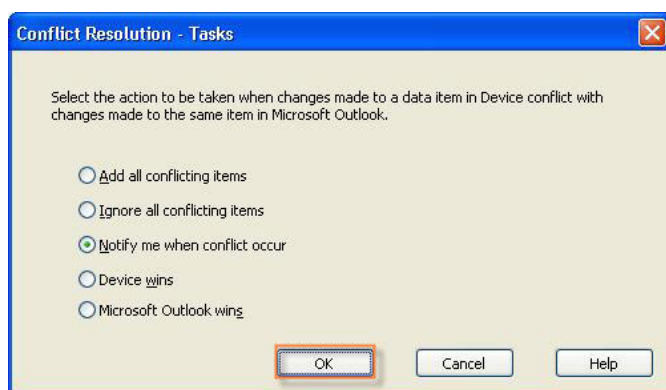 Conflict Resolution - Tasks
Select the action to be taken when changes made to a data item in Device conflict with
changes made to the same item in Microsoft Outlook.
Add all conflicting items
Ignore all conflicting items
Notify me when conflict occur
Device wins
Microsoft Outlook wins
OK Cancel Help